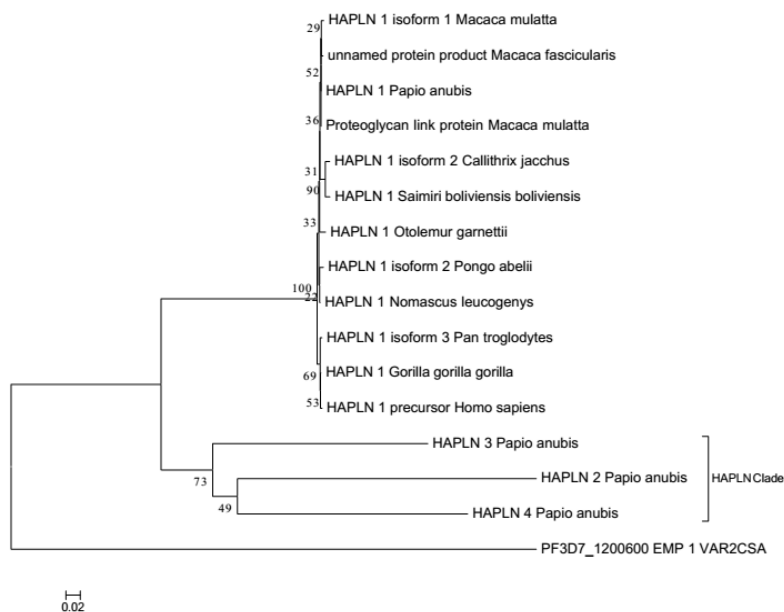 HAPLN 1 isoform 1 Macaca mulatta
29
unnamed protein product Macaca fascicularis
52
HAPLN 1 Papio anubis
36
Proteoglycan link protein Macaca mulatta
HAPLN 1 isoform 2 Callithrix jacchus
31
90
HAPLN 1 Saimiri boliviensis boliviensis
33
HAPLN 1 Otolemur garnettii
HAPLN 1 isoform 2 Pongo abelii
100
22
HAPLN 1 Nomascus leucogenys
HAPLN 1 isoform 3 Pan troglodytes
69
HAPLN 1 Gorilla gorilla gorilla
53
HAPLN 1 precursor Homo sapiens
HAPLN 3 Papio anubis
73
HAPLN 2 Papio anubis
HAPLN Clade
49
HAPLN 4 Papio anubis
PF3D7_1200600 EMP 1 VAR2CSA
0.02